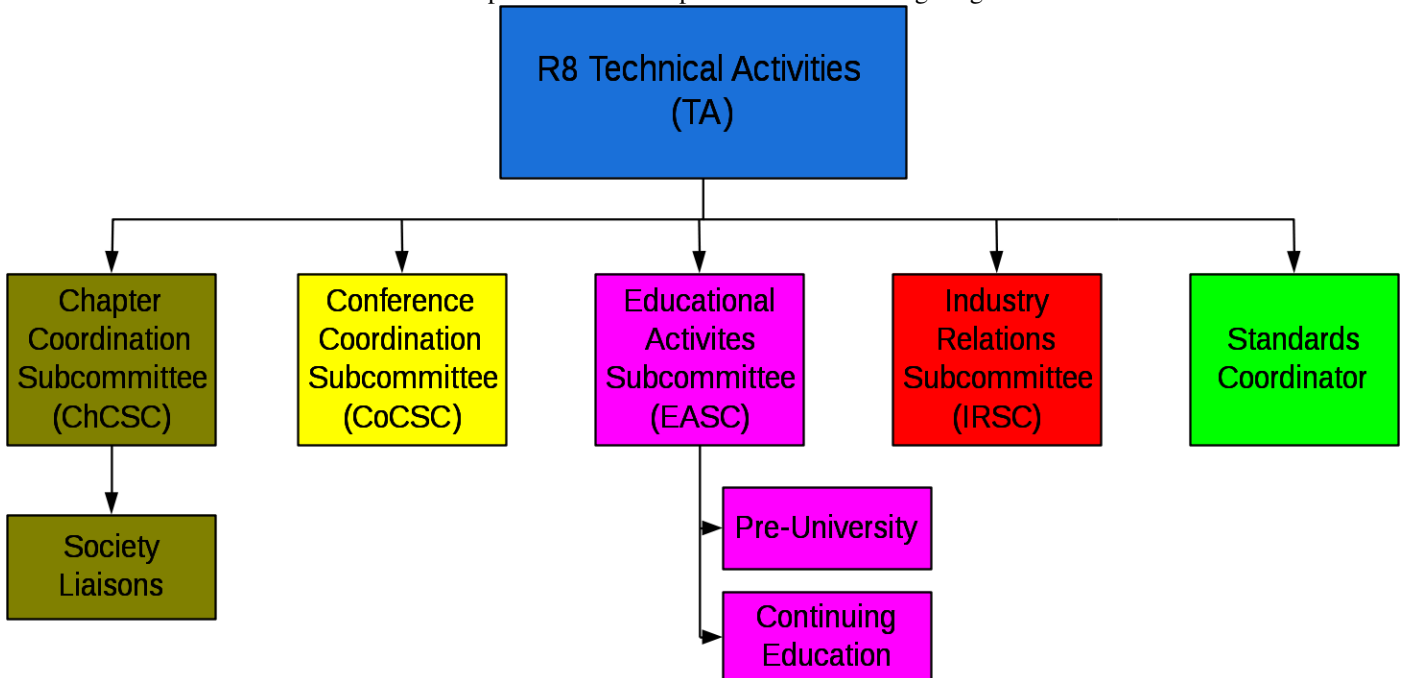 R8 Technical Activities
(TA)
Chapter
Coordination
Subcommittee
(ChCSC)
Conference
Coordination
Subcommittee
(CoCSC)
Educational
Activites
Subcommittee
(EASC)
Industry
Relations
Subcommittee
(IRSC)
Standards
Coordinator
Society
Liaisons
Pre-University
Continuing
Education